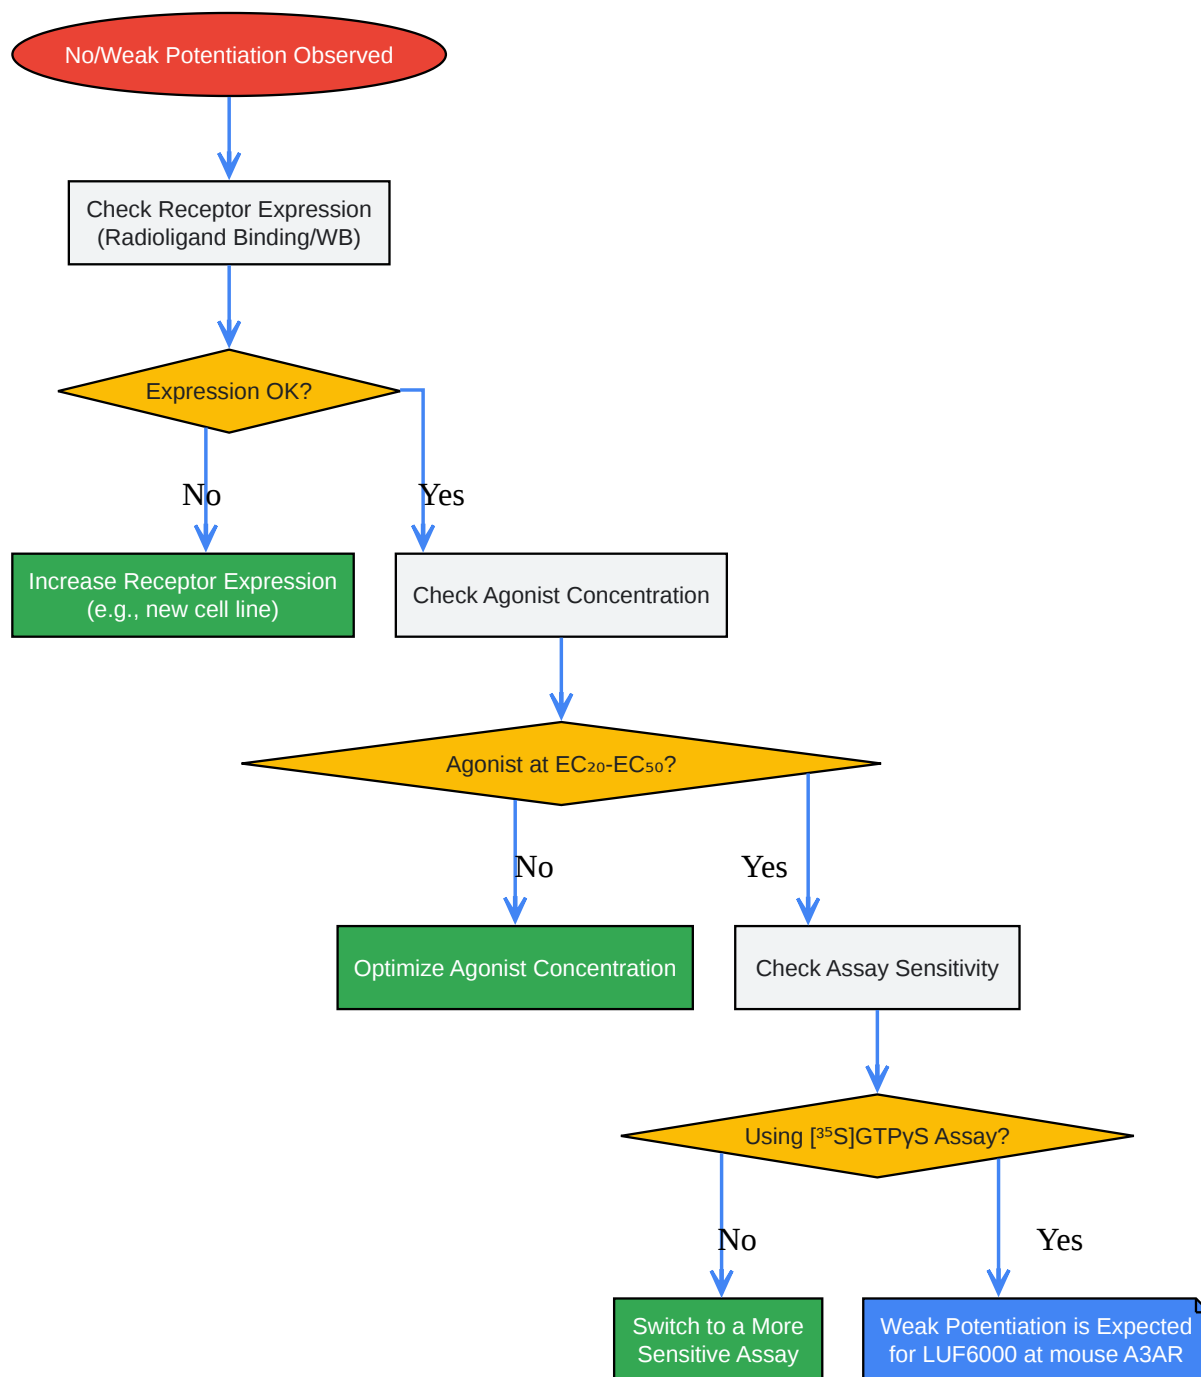 No/Weak Potentiation Observed
Check Receptor Expression
(Radioligand Binding/WB)
Expression OK?
No
Yes
Increase Receptor Expression
(e.g., new cell line)
Check Agonist Concentration
Agonist at EC₂₀-EC₅₀?
No
Yes
Optimize Agonist Concentration
Check Assay Sensitivity
Using [³⁵S]GTPγS Assay?
No
Yes
Switch to a More
Sensitive Assay
Weak Potentiation is Expected
for LUF6000 at mouse A3AR